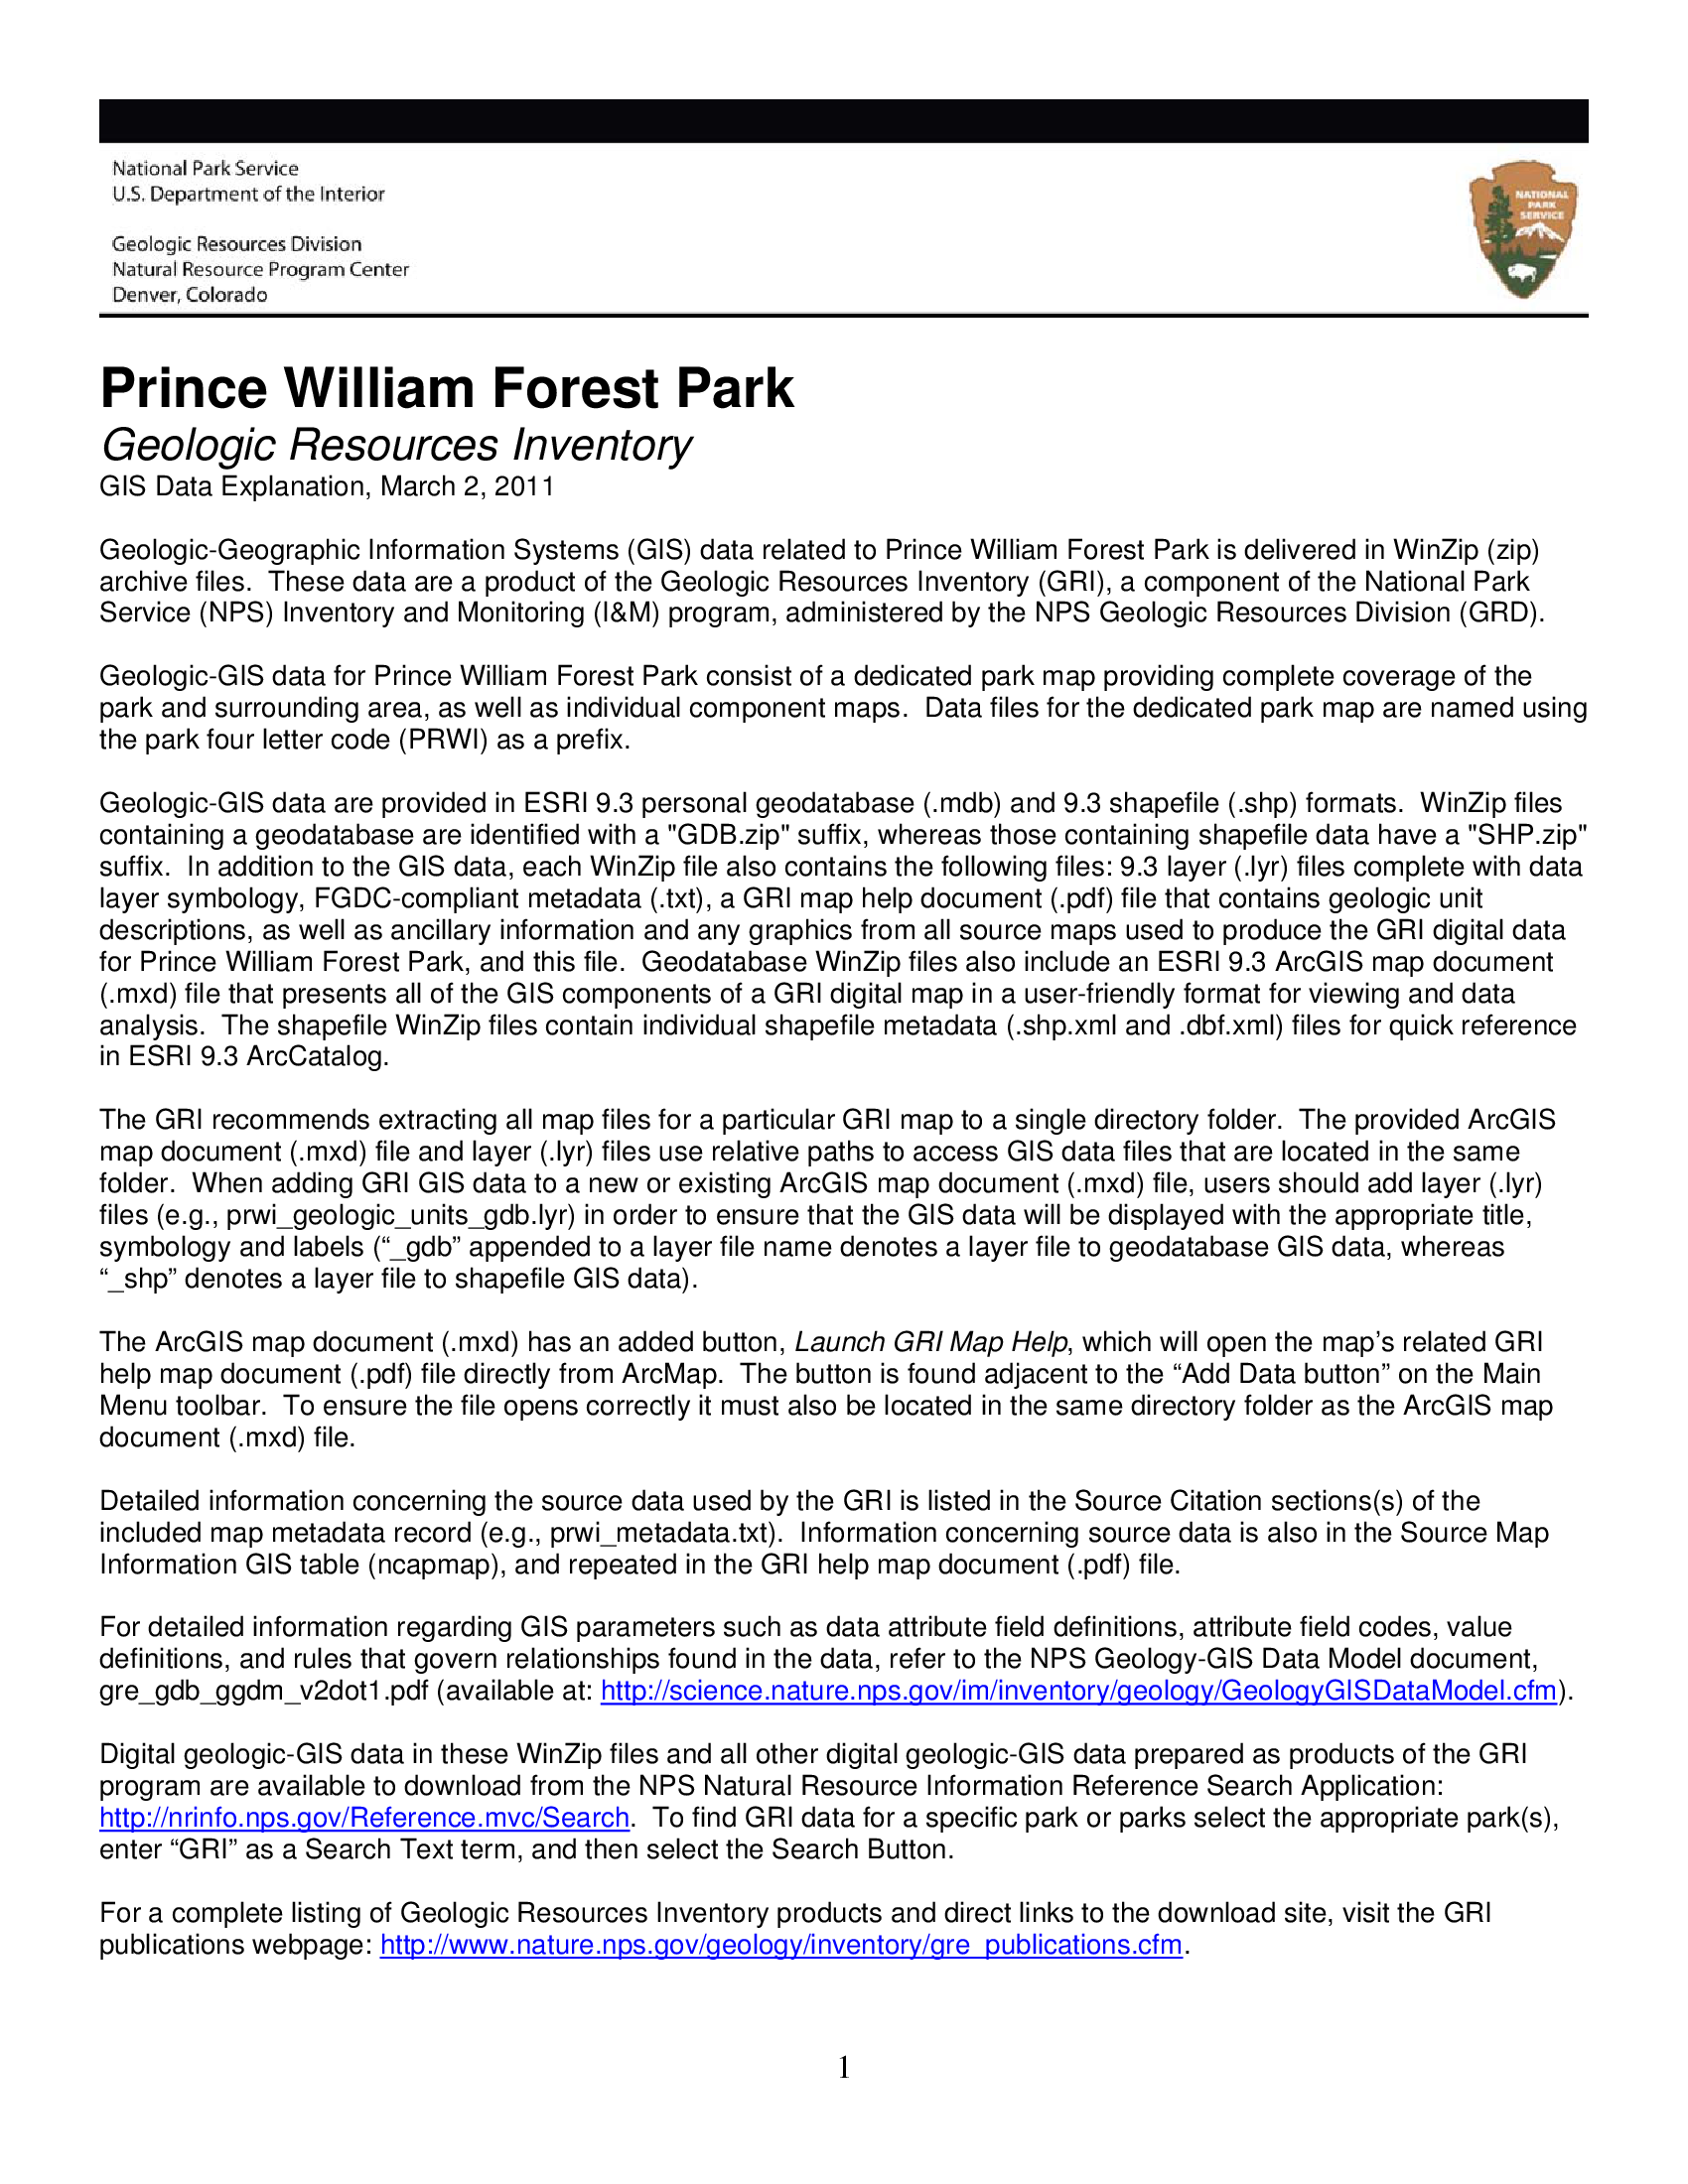 National Park Service
U.S. Department of the Interior
Geologic Resources Division
Natural Resource Program Center
Denver, Colorado
NATIONAL
PARK
SERVICE
Prince William Forest Park
Geologic Resources Inventory
GIS Data Explanation, March 2, 2011
Geologic-Geographic Information Systems (GIS) data related to Prince William Forest Park is delivered in WinZip (zip)
archive files.  These data are a product of the Geologic Resources Inventory (GRI), a component of the National Park
Service (NPS) Inventory and Monitoring (I&M) program, administered by the NPS Geologic Resources Division (GRD).
Geologic-GIS data for Prince William Forest Park consist of a dedicated park map providing complete coverage of the
park and surrounding area, as well as individual component maps.  Data files for the dedicated park map are named using
the park four letter code (PRWI) as a prefix.
Geologic-GIS data are provided in ESRI 9.3 personal geodatabase (.mdb) and 9.3 shapefile (.shp) formats.  WinZip files
containing a geodatabase are identified with a "GDB.zip" suffix, whereas those containing shapefile data have a "SHP.zip"
suffix.  In addition to the GIS data, each WinZip file also contains the following files: 9.3 layer (.lyr) files complete with data
layer symbology, FGDC-compliant metadata (.txt), a GRI map help document (.pdf) file that contains geologic unit
descriptions, as well as ancillary information and any graphics from all source maps used to produce the GRI digital data
for Prince William Forest Park, and this file.  Geodatabase WinZip files also include an ESRI 9.3 ArcGIS map document
(.mxd) file that presents all of the GIS components of a GRI digital map in a user-friendly format for viewing and data
analysis.  The shapefile WinZip files contain individual shapefile metadata (.shp.xml and .dbf.xml) files for quick reference
in ESRI 9.3 ArcCatalog.
The GRI recommends extracting all map files for a particular GRI map to a single directory folder.  The provided ArcGIS
map document (.mxd) file and layer (.lyr) files use relative paths to access GIS data files that are located in the same
folder.  When adding GRI GIS data to a new or existing ArcGIS map document (.mxd) file, users should add layer (.lyr)
files (e.g., prwi_geologic_units_gdb.lyr) in order to ensure that the GIS data will be displayed with the appropriate title,
symbology and labels (“_gdb” appended to a layer file name denotes a layer file to geodatabase GIS data, whereas
“_shp” denotes a layer file to shapefile GIS data).
The ArcGIS map document (.mxd) has an added button, Launch GRI Map Help, which will open the map’s related GRI
help map document (.pdf) file directly from ArcMap.  The button is found adjacent to the “Add Data button” on the Main
Menu toolbar.  To ensure the file opens correctly it must also be located in the same directory folder as the ArcGIS map
document (.mxd) file.
Detailed information concerning the source data used by the GRI is listed in the Source Citation sections(s) of the
included map metadata record (e.g., prwi_metadata.txt).  Information concerning source data is also in the Source Map
Information GIS table (ncapmap), and repeated in the GRI help map document (.pdf) file.
For detailed information regarding GIS parameters such as data attribute field definitions, attribute field codes, value
definitions, and rules that govern relationships found in the data, refer to the NPS Geology-GIS Data Model document,
gre_gdb_ggdm_v2dot1.pdf (available at: http://science.nature.nps.gov/im/inventory/geology/GeologyGISDataModel.cfm).
Digital geologic-GIS data in these WinZip files and all other digital geologic-GIS data prepared as products of the GRI
program are available to download from the NPS Natural Resource Information Reference Search Application:
http://nrinfo.nps.gov/Reference.mvc/Search.  To find GRI data for a specific park or parks select the appropriate park(s),
enter “GRI” as a Search Text term, and then select the Search Button.
For a complete listing of Geologic Resources Inventory products and direct links to the download site, visit the GRI
publications webpage: http://www.nature.nps.gov/geology/inventory/gre_publications.cfm.
1